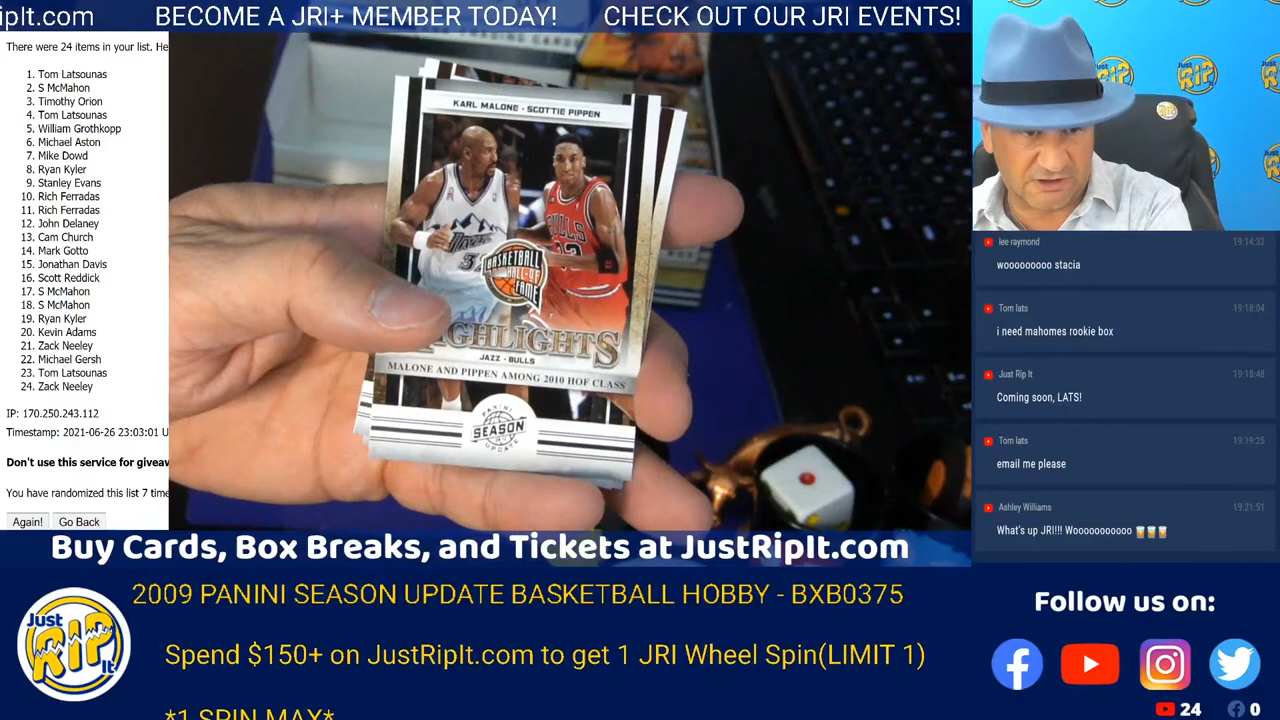 ipIt.com BECOME A JRI+ MEMBER TODAY! CHECK OUT OUR JRI EVENTS!
There were 24 items in your list. He
1. Tom Latsounas
2. S McMahon
3. Timothy Orion
4. Tom Latsounas
5. William Grothkopp
6. Michael Aston
7. Mike Dowd
8. Ryan Kyler
9. Stanley Evans
10. Rich Ferradas
11. Rich Ferradas
12. John Delaney
13. Cam Church
14. Mark Gotto
15. Jonathan Davis
16. Scott Reddick
17. S McMahon
18. S McMahon
19. Ryan Kyler
20. Kevin Adams
21. Zack Neeley
22. Michael Gersh
23. Tom Latsounas
24. Zack Neeley
IP: 170.250.243.112
Timestamp: 2021-06-26 23:03:01 U
Don't use this service for giveaw
You have randomized this list 7 time
Again! Go Back
KARL MALONE · SCOTTIE PIPPEN
BULLS
BASKETBALL
HALL OF
FAME
HIGHLIGHTS
JAZZ · BULLS
MALONE AND PIPPEN AMONG 2010 HOF CLASS
PANINI
SEASON
UPDATE
Rip It
lee raymond 19:14:32
wooooooooo stacia
Tom lats 19:18:04
i need mahomes rookie box
Just Rip It 19:18:48
Coming soon, LATS!
Tom lats 19:19:25
email me please
Ashley Williams 19:21:51
What's up JRI!!!! Wooooooooooo
Buy Cards, Box Breaks, and Tickets at JustRipIt.com
Just
RIP
It
2009 PANINI SEASON UPDATE BASKETBALL HOBBY - BXB0375
Spend $150+ on JustRipIt.com to get 1 JRI Wheel Spin(LIMIT 1)
*1 SPIN MAX*
Follow us on:
24 0